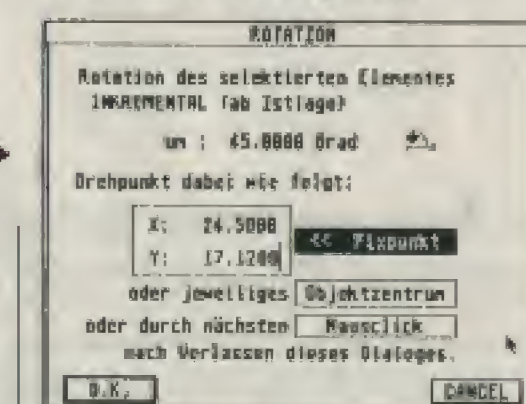 ROTATION
Rotation des selektierten Elementes
INKREMENTAL (ab Istlage)
um : 45.0000 Grad
Drehpunkt dabei wie folgt:
X: 24.5000
<< Fixpunkt
Y: 17.1200
oder jeweiliges Objektzentrum
oder durch nächsten Mausclick
nach Verlassen dieses Dialoges.
O.K. CANCEL